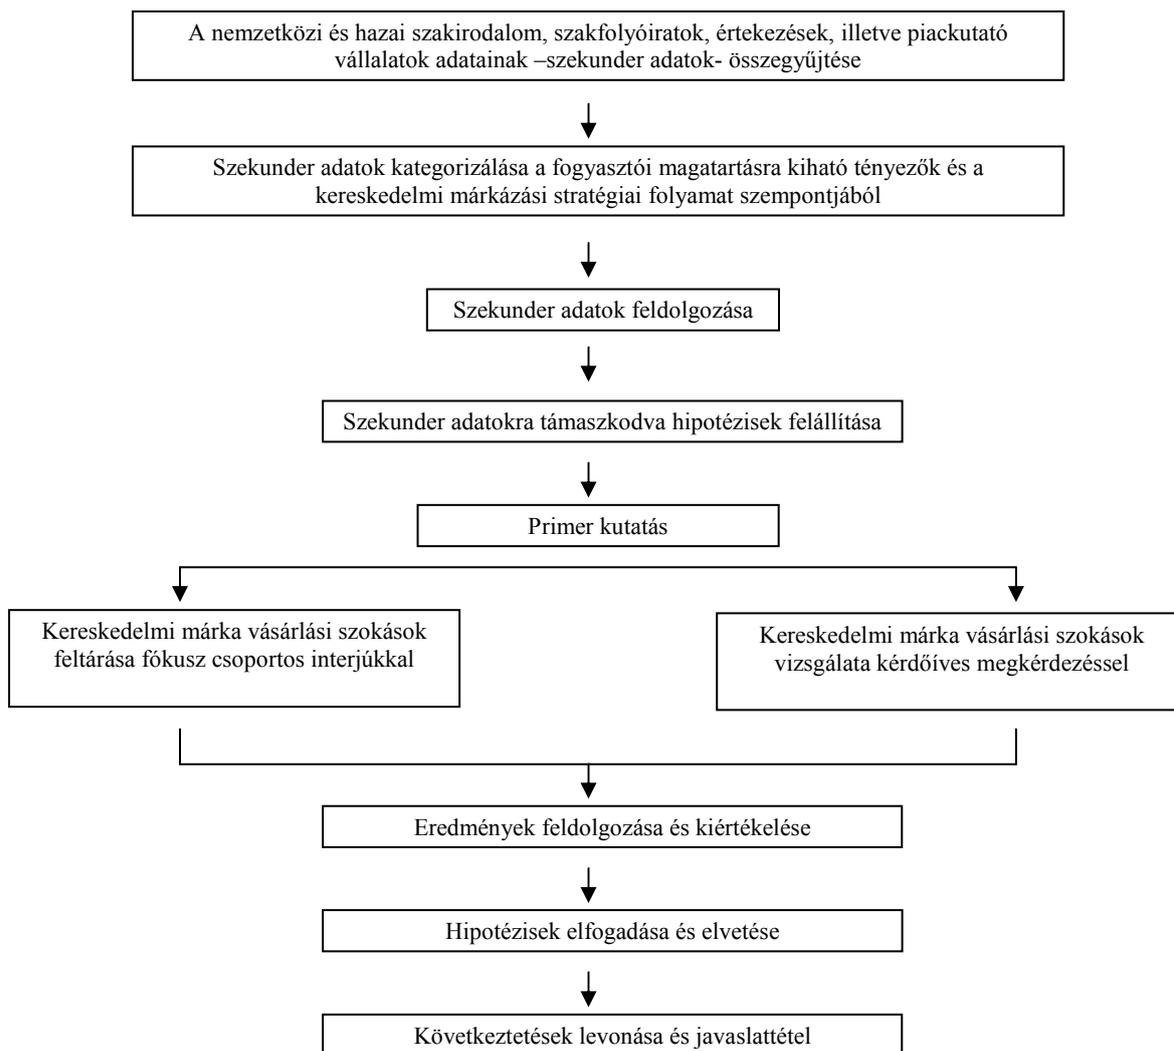 A nemzetközi és hazai szakirodalom, szakfolyóiratok, értekezések, illetve piackutató
vállalatok adatainak –szekunder adatok- összegyűjtése
Szekunder adatok kategorizálása a fogyasztói magatartásra kiható tényezők és a
kereskedelmi márkázási stratégiai folyamat szempontjából
Szekunder adatok feldolgozása
Szekunder adatokra támaszkodva hipotézisek felállítása
Primer kutatás
Kereskedelmi márka vásárlási szokások
feltárása fókusz csoportos interjúkkal
Kereskedelmi márka vásárlási szokások
vizsgálata kérdőíves megkérdezéssel
Eredmények feldolgozása és kiértékelése
Hipotézisek elfogadása és elvetése
Következtetések levonása és javaslattétel